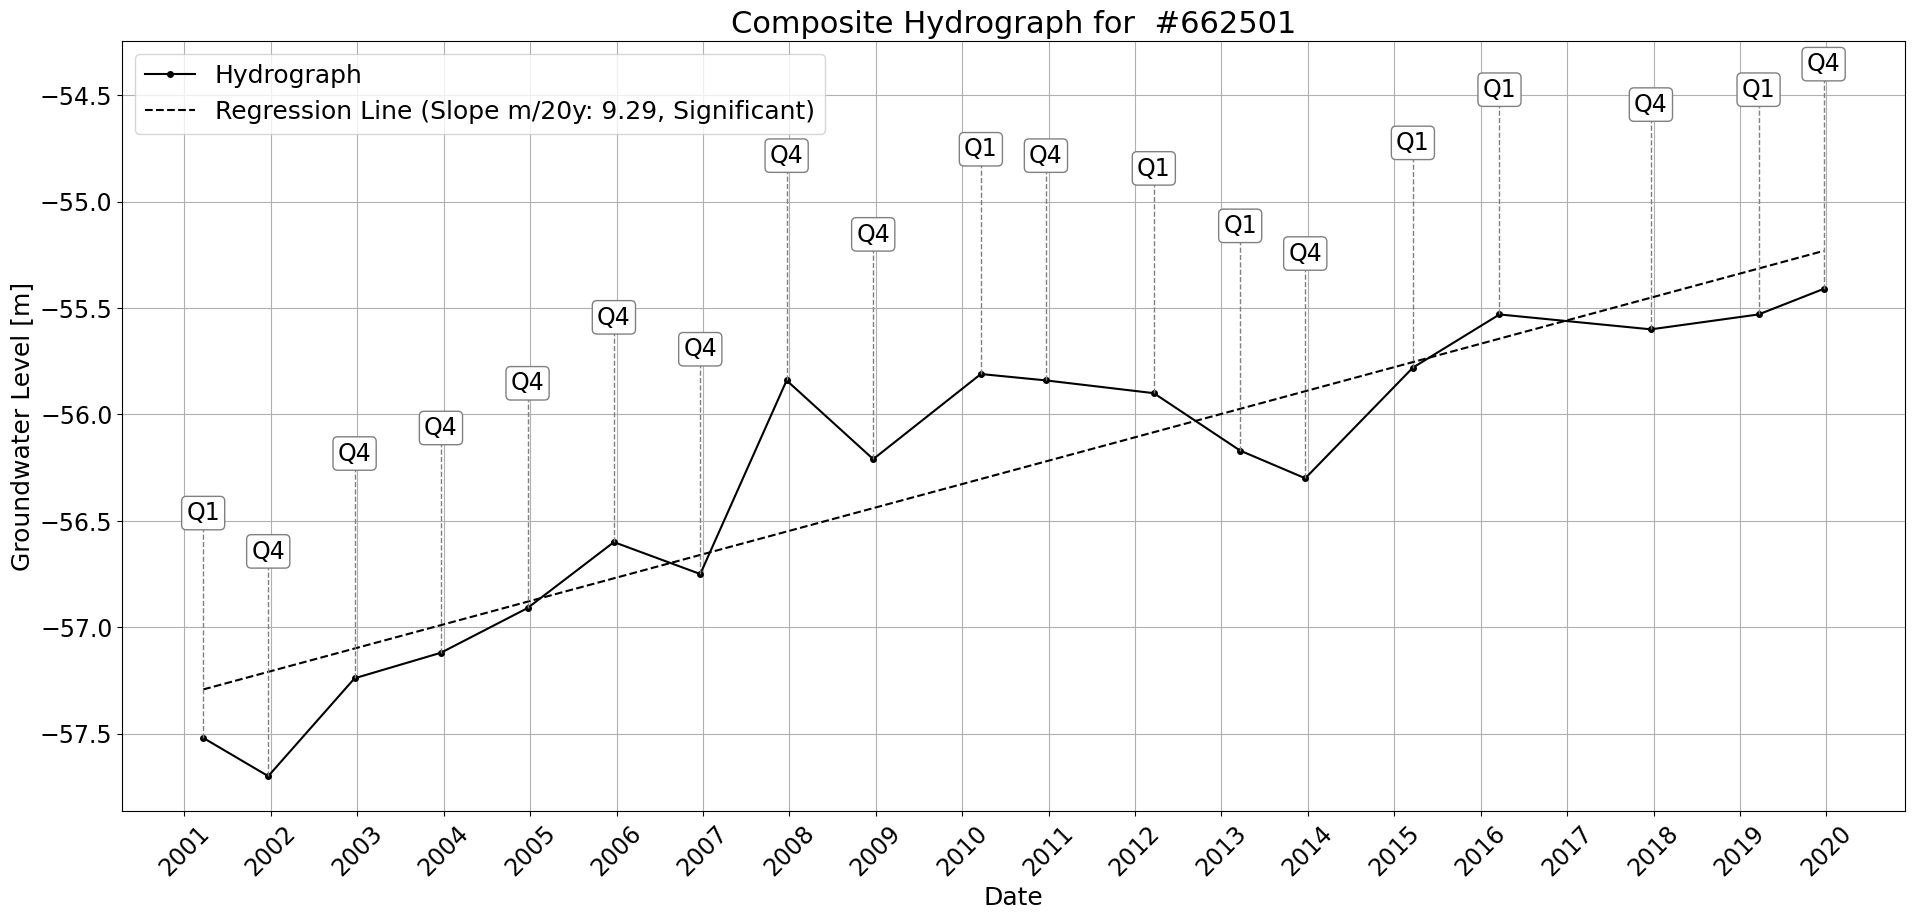 Composite Hydrograph for  #662501
Hydrograph
Regression Line (Slope m/20y: 9.29, Significant)
Groundwater Level [m]
−54.5
−55.0
−55.5
−56.0
−56.5
−57.0
−57.5
Q1
Q4
Q4
Q4
Q4
Q4
Q4
Q4
Q4
Q1
Q4
Q1
Q1
Q4
Q1
Q1
Q4
Q1
Q4
2001
2002
2003
2004
2005
2006
2007
2008
2009
2010
2011
2012
2013
2014
2015
2016
2017
2018
2019
2020
Date